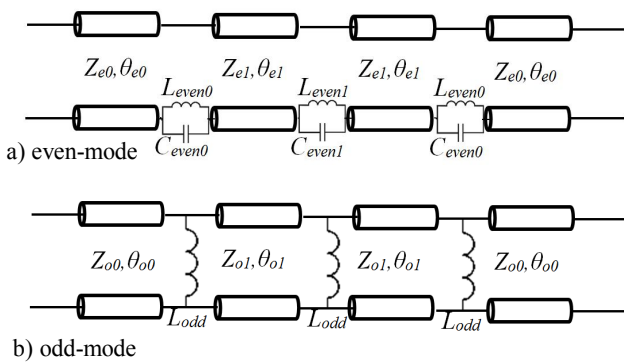 Ze0,θe0 Ze1,θe1 Ze1,θe1 Ze0,θe0
Leven0 Leven1 Leven0
Ceven0 Ceven1 Ceven0
a) even-mode
Zo0,θo0 Zo1,θo1 Zo1,θo1 Zo0,θo0
Lodd Lodd Lodd
b) odd-mode